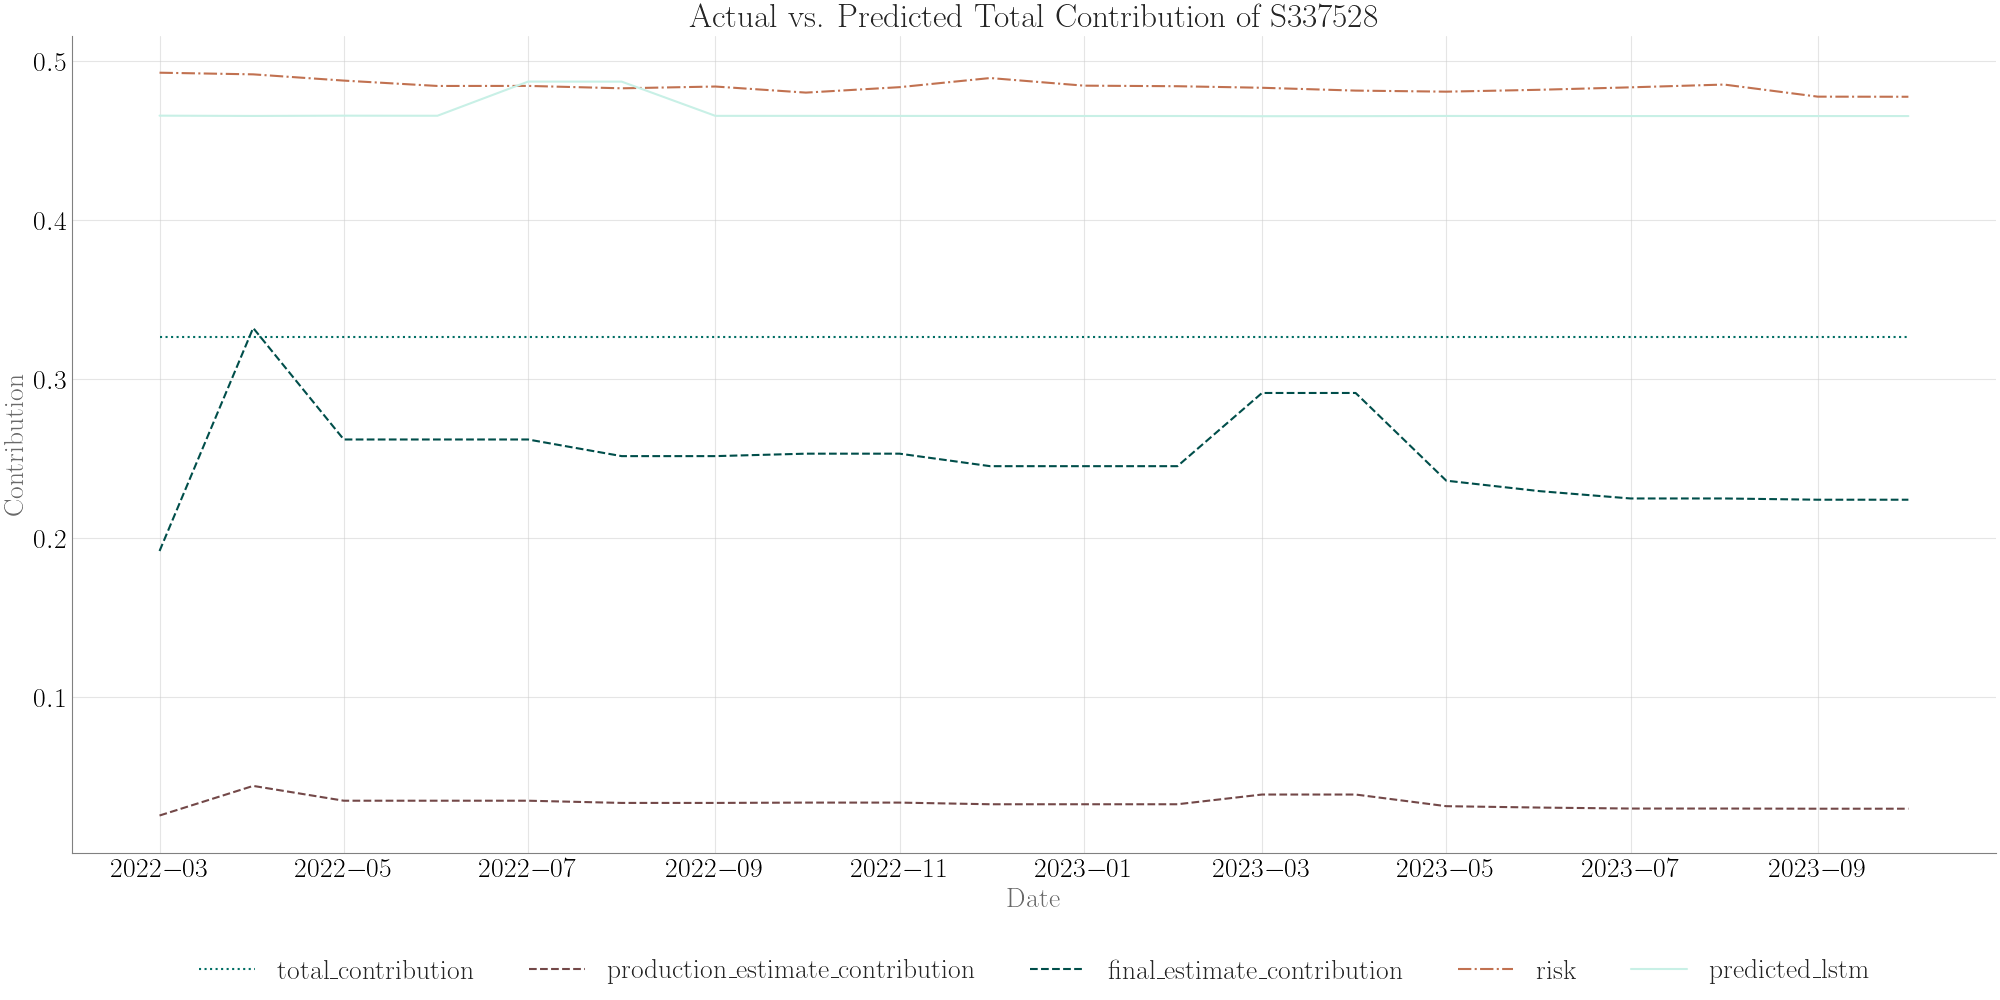 Actual vs. Predicted Total Contribution of S337528
0.5
0.4
0.3
0.2
0.1
Contribution
2022–03 2022–05 2022–07 2022–09 2022–11 2023–01 2023–03 2023–05 2023–07 2023–09
Date
total_contribution production_estimate_contribution final_estimate_contribution risk predicted_lstm